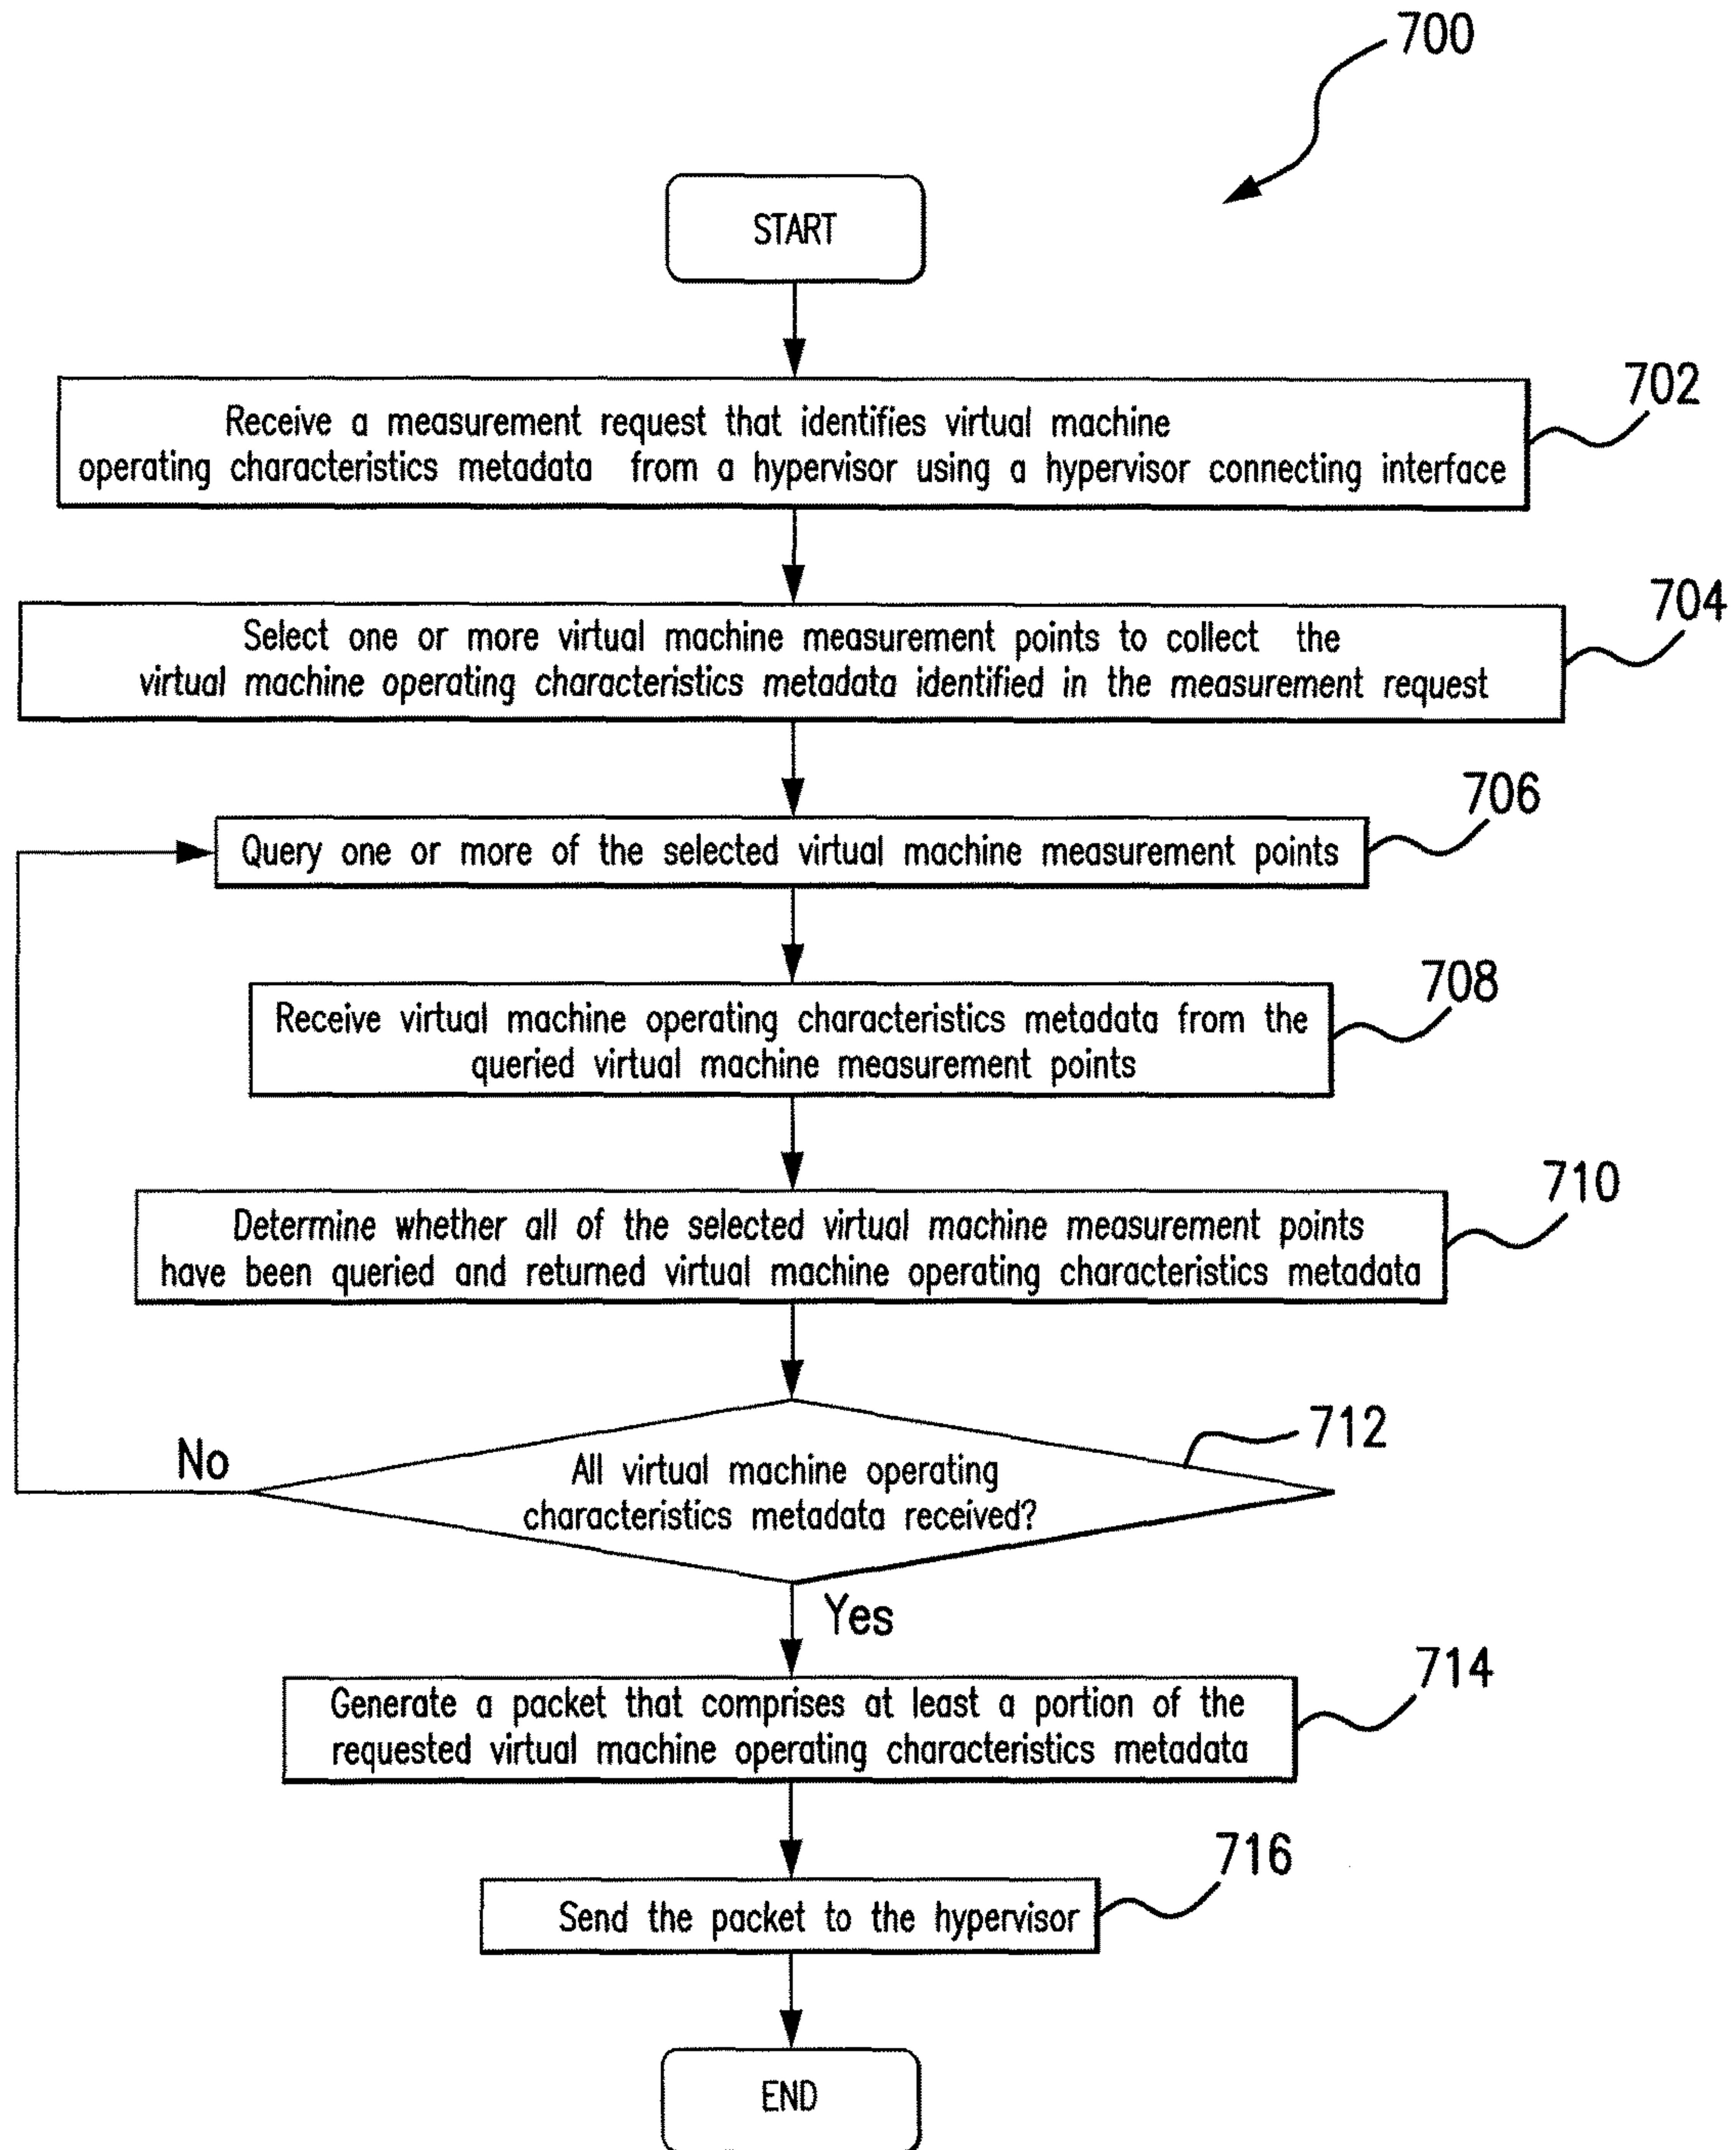 700
START
702
Receive a measurement request that identifies virtual machine
operating characteristics metadata from a hypervisor using a hypervisor connecting interface
704
Select one or more virtual machine measurement points to collect the
virtual machine operating characteristics metadata identified in the measurement request
706
Query one or more of the selected virtual machine measurement points
708
Receive virtual machine operating characteristics metadata from the
queried virtual machine measurement points
710
Determine whether all of the selected virtual machine measurement points
have been queried and returned virtual machine operating characteristics metadata
712
No
All virtual machine operating
characteristics metadata received?
Yes
714
Generate a packet that comprises at least a portion of the
requested virtual machine operating characteristics metadata
716
Send the packet to the hypervisor
END